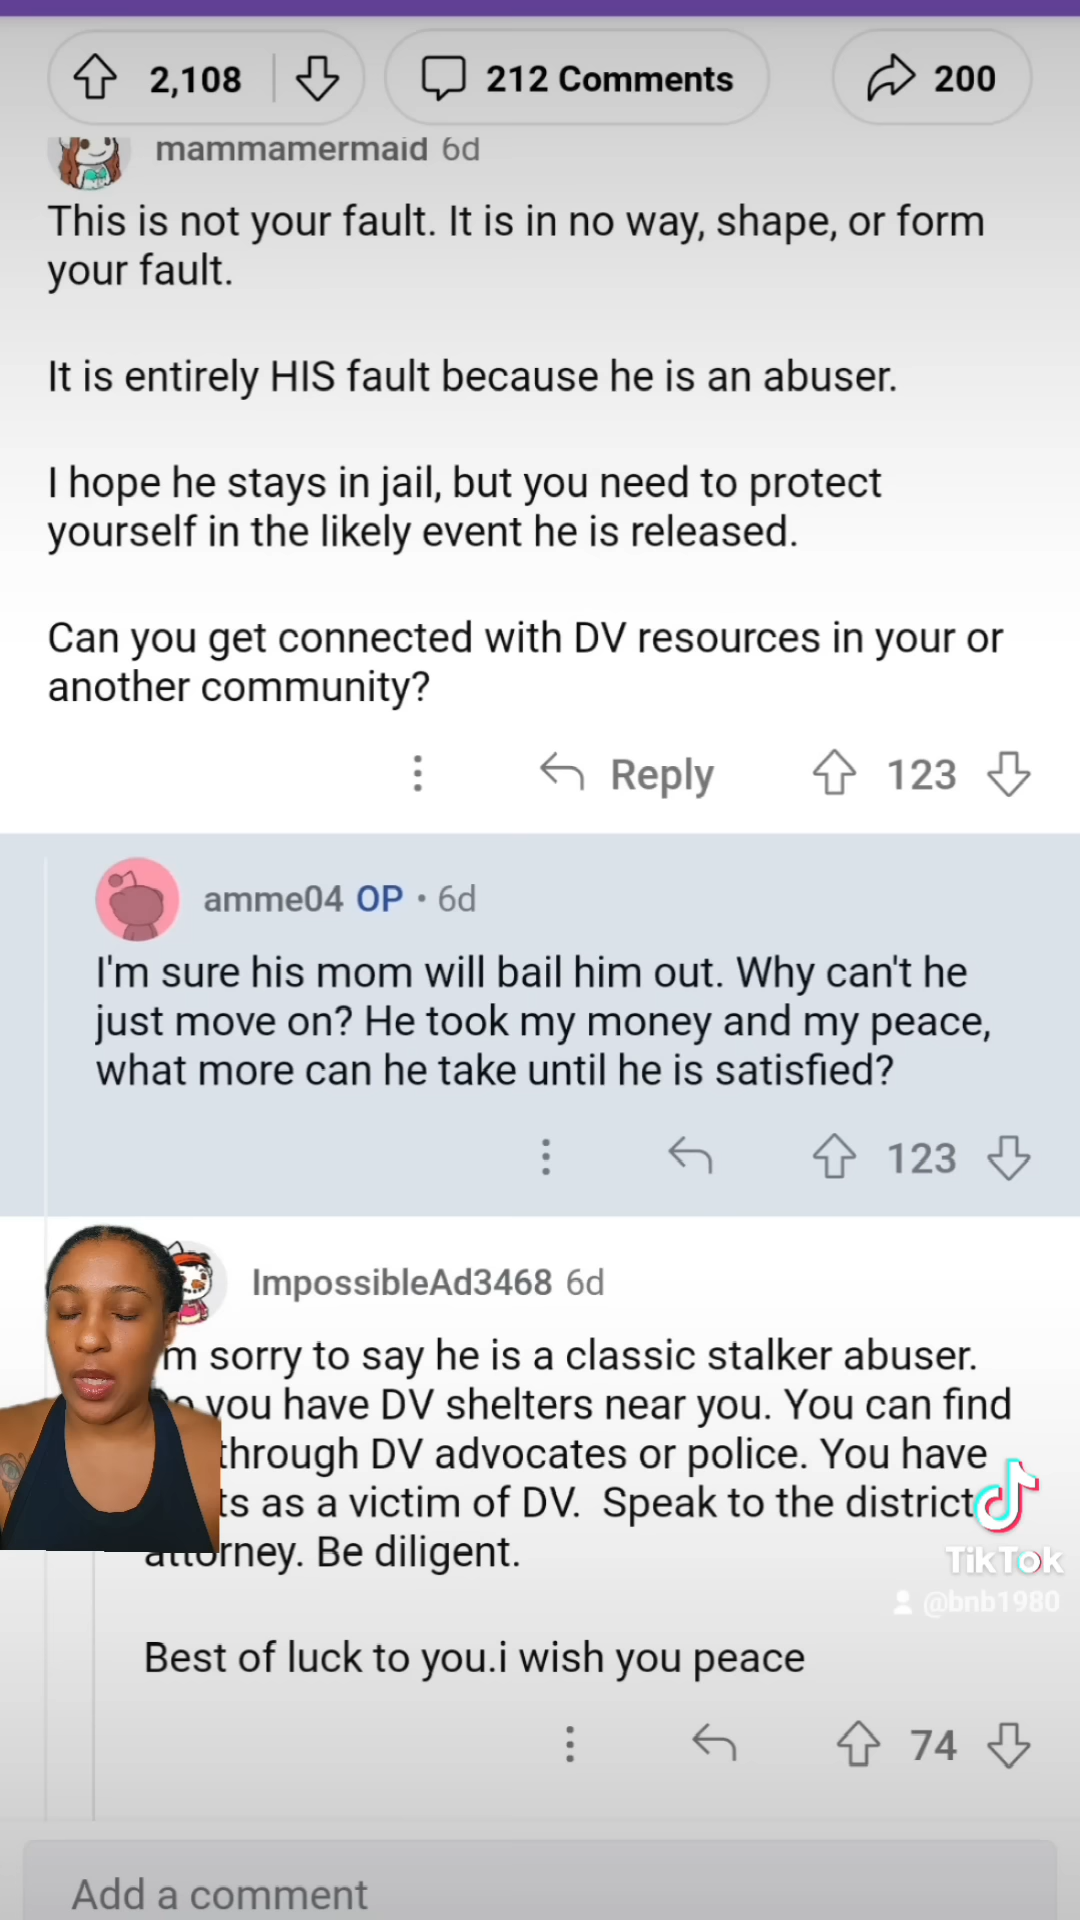 2,108
212 Comments
200
mammamermaid 6d
This is not your fault. It is in no way, shape, or form
your fault.
It is entirely HIS fault because he is an abuser.
I hope he stays in jail, but you need to protect
yourself in the likely event he is released.
Can you get connected with DV resources in your or
another community?
Reply 123
amme04 OP • 6d
I'm sure his mom will bail him out. Why can't he
just move on? He took my money and my peace,
what more can he take until he is satisfied?
123
ImpossibleAd3468 6d
m sorry to say he is a classic stalker abuser.
you have DV shelters near you. You can find
through DV advocates or police. You have
ts as a victim of DV. Speak to the district
attorney. Be diligent.
TikTok
@bnb1980
Best of luck to you.i wish you peace
74
Add a comment